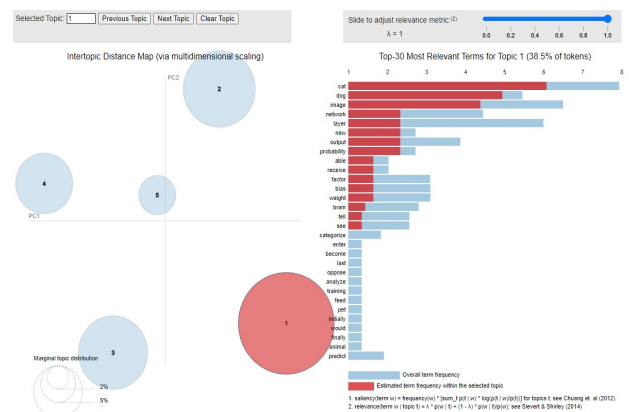 Selected Topic: 1 Previous Topic Next Topic Clear Topic
Slide to adjust relevance metric:(2)
λ = 1
0.0 0.2 0.4 0.6 0.8 1.0
Intertopic Distance Map (via multidimensional scaling)
PC2
PC1
2
4
5
1
3
Marginal topic distribution
2%
5%
Top-30 Most Relevant Terms for Topic 1 (38.5% of tokens)
1 2 3 4 5 6 7 8
cat
dog
image
network
layer
new
output
probability
able
receive
factor
bias
weight
brain
tell
see
categorize
enter
become
last
oppose
analyze
training
feed
pet
initially
would
finally
animal
predict
Overall term frequency
Estimated term frequency within the selected topic
1. saliency(term w) = frequency(w) * [sum_t p(t | w) * log(p(t | w)/p(t))] for topics t; see Chuang et. al (2012)
2. relevance(term w | topic t) = λ * p(w | t) + (1 - λ) * p(w | t)/p(w); see Sievert & Shirley (2014)